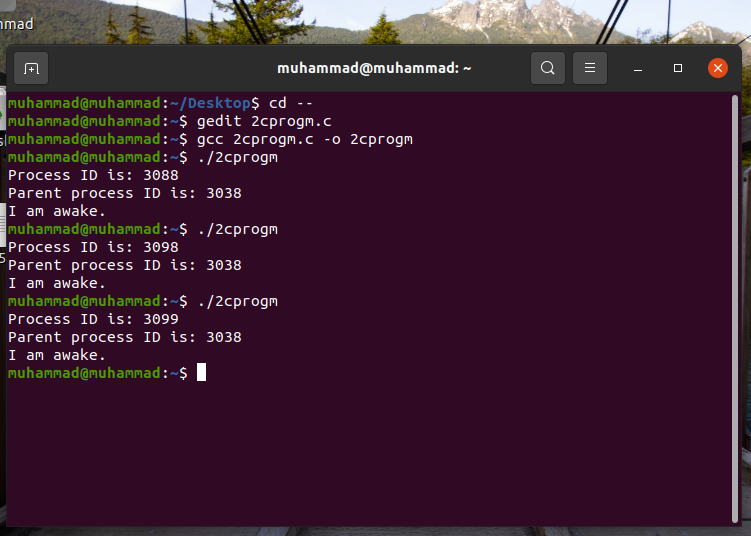 mmad
muhammad@muhammad: ~
muhammad@muhammad:~/Desktop$ cd --
muhammad@muhammad:~$ gedit 2cprogm.c
muhammad@muhammad:~$ gcc 2cprogm.c -o 2cprogm
muhammad@muhammad:~$ ./2cprogm
Process ID is: 3088
Parent process ID is: 3038
I am awake.
muhammad@muhammad:~$ ./2cprogm
Process ID is: 3098
Parent process ID is: 3038
I am awake.
muhammad@muhammad:~$ ./2cprogm
Process ID is: 3099
Parent process ID is: 3038
I am awake.
muhammad@muhammad:~$